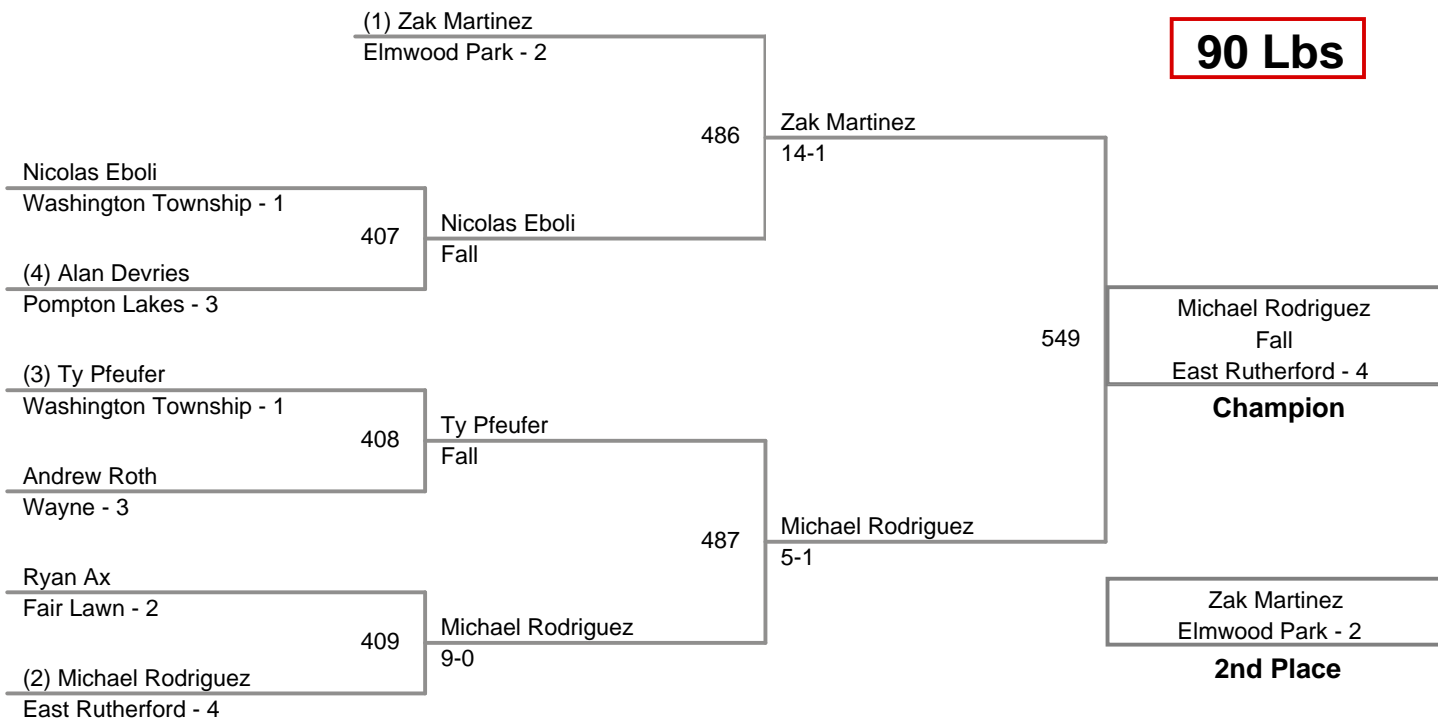 (1) Zak Martinez
Elmwood Park - 2
90 Lbs
486
Zak Martinez
14-1
Nicolas Eboli
Washington Township - 1
407
Nicolas Eboli
Fall
(4) Alan Devries
Pompton Lakes - 3
549
Michael Rodriguez
Fall
East Rutherford - 4
Champion
(3) Ty Pfeufer
Washington Township - 1
408
Ty Pfeufer
Fall
Andrew Roth
Wayne - 3
487
Michael Rodriguez
5-1
Ryan Ax
Fair Lawn - 2
409
Michael Rodriguez
9-0
(2) Michael Rodriguez
East Rutherford - 4
Zak Martinez
Elmwood Park - 2
2nd Place